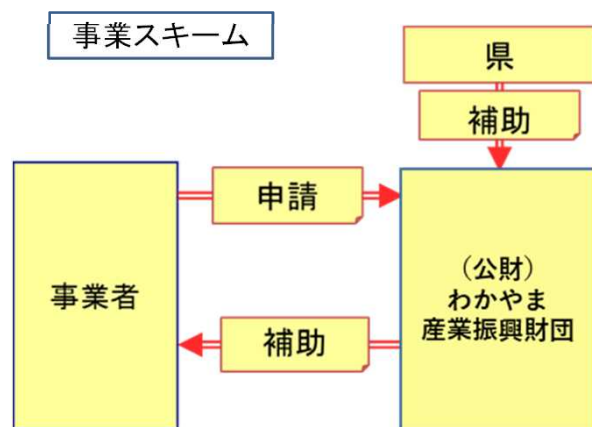 事業スキーム
県
補助
申請
事業者
（公財）
わかやま
産業振興財団
補助